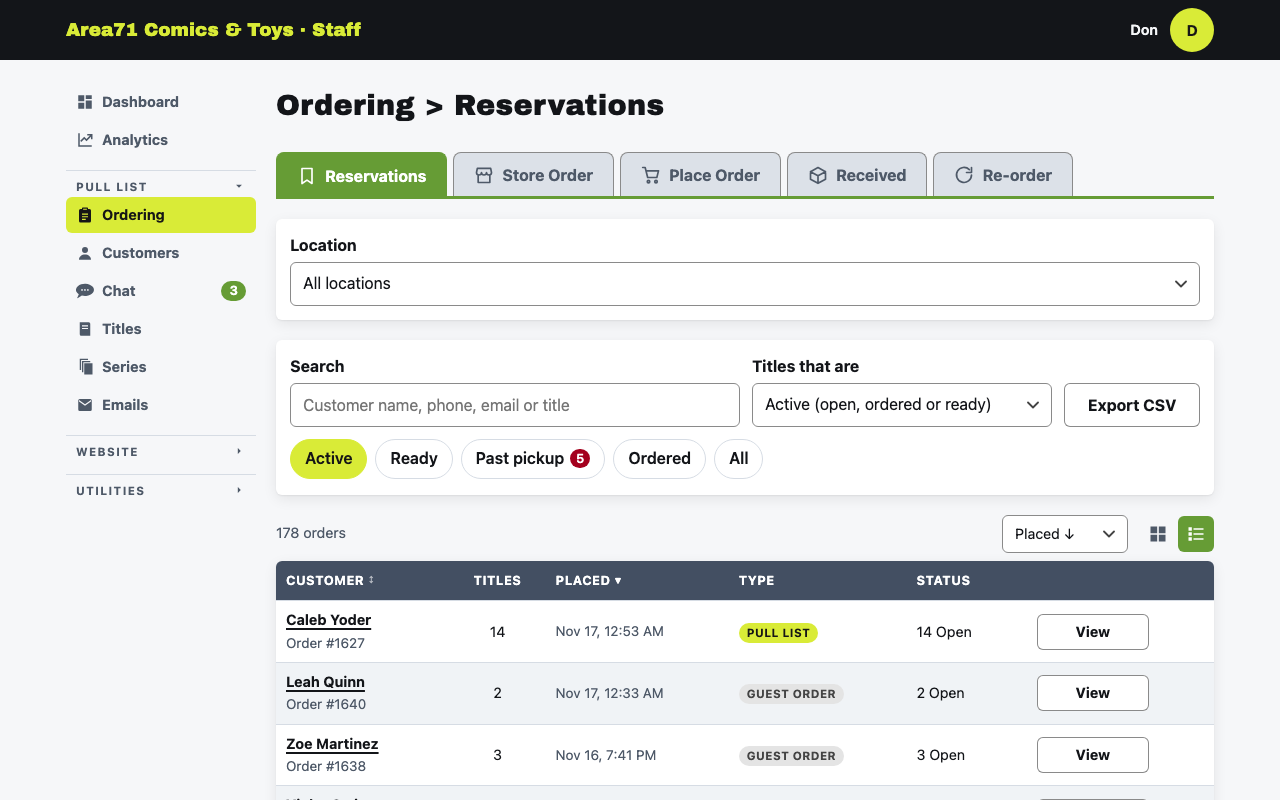 Area71 Comics & Toys · Staff
Don
D
Dashboard
Analytics
PULL LIST
Ordering
Customers
Chat 3
Titles
Series
Emails
WEBSITE
UTILITIES
Ordering > Reservations
Reservations
Store Order
Place Order
Received
Re-order
Location
All locations
Search
Titles that are
Customer name, phone, email or title
Active (open, ordered or ready)
Export CSV
Active
Ready
Past pickup 5
Ordered
All
178 orders
Placed ↓
CUSTOMER ↕ TITLES PLACED ▼ TYPE STATUS
Caleb Yoder
Order #1627
14 Nov 17, 12:53 AM PULL LIST 14 Open View
Leah Quinn
Order #1640
2 Nov 17, 12:33 AM GUEST ORDER 2 Open View
Zoe Martinez
Order #1638
3 Nov 16, 7:41 PM GUEST ORDER 3 Open View